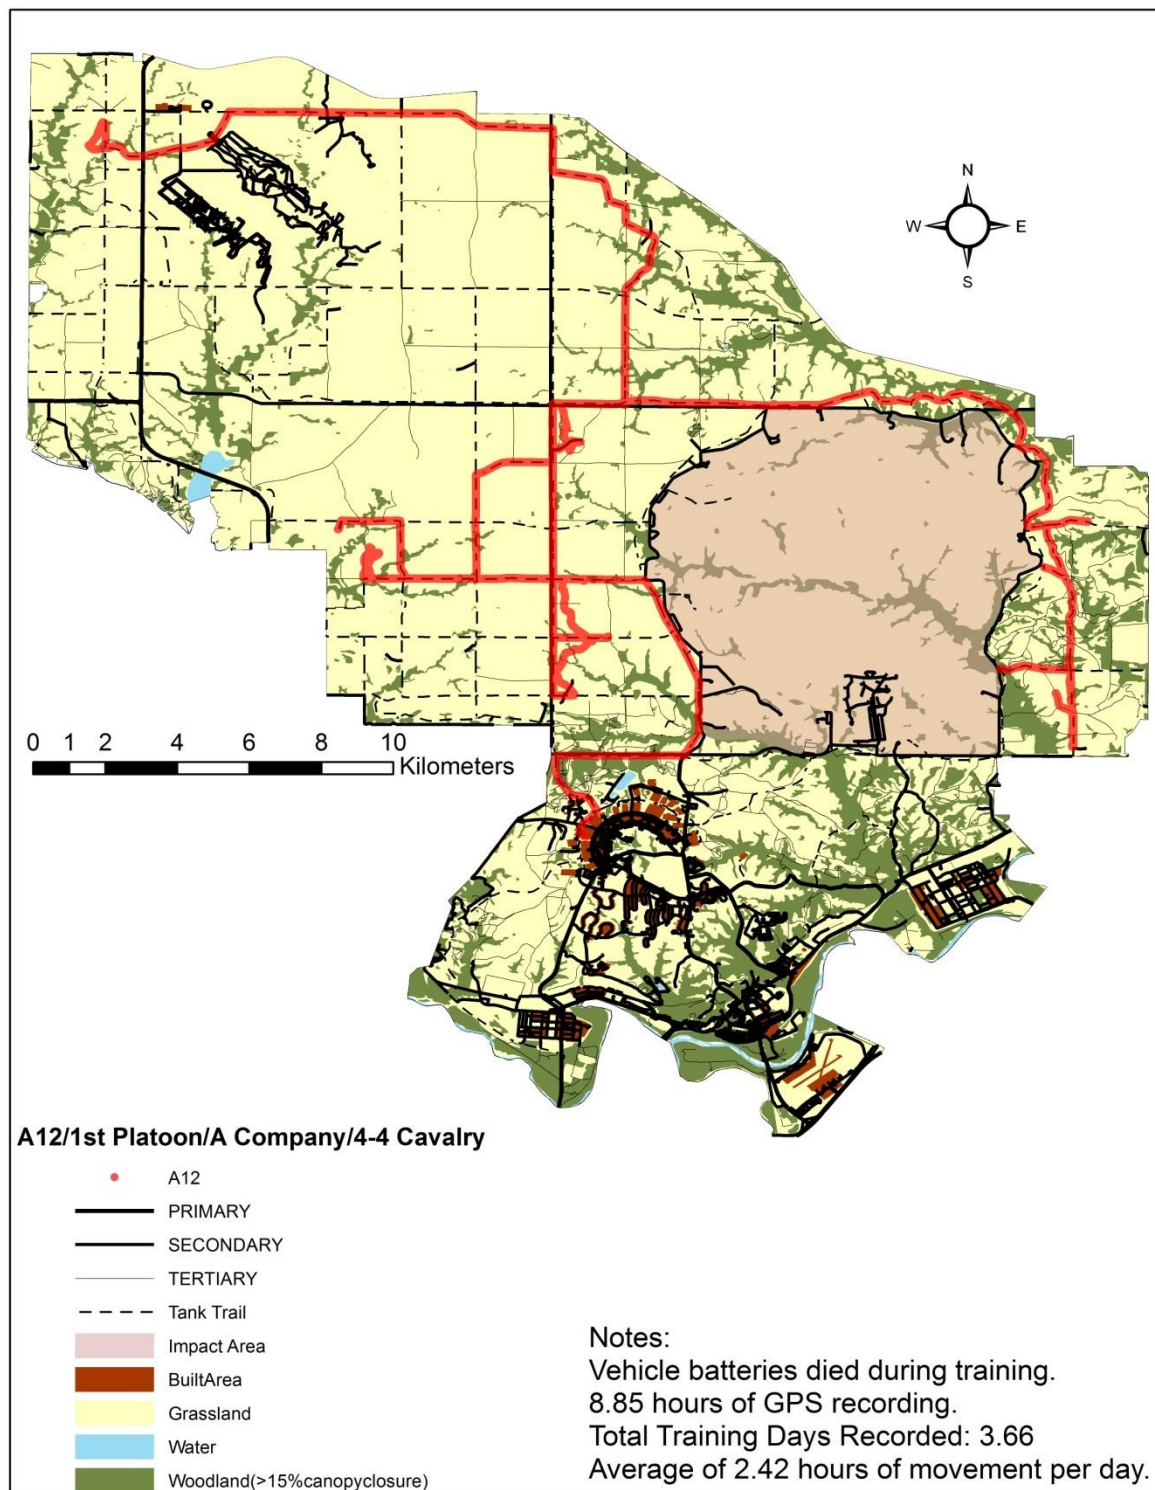 N
W E
S
0 1 2 4 6 8 10
Kilometers
A12/1st Platoon/A Company/4-4 Cavalry
A12
PRIMARY
SECONDARY
TERTIARY
Tank Trail
Impact Area
BuiltArea
Grassland
Water
Woodland(>15%canopyclosure)
Notes:
Vehicle batteries died during training.
8.85 hours of GPS recording.
Total Training Days Recorded: 3.66
Average of 2.42 hours of movement per day.